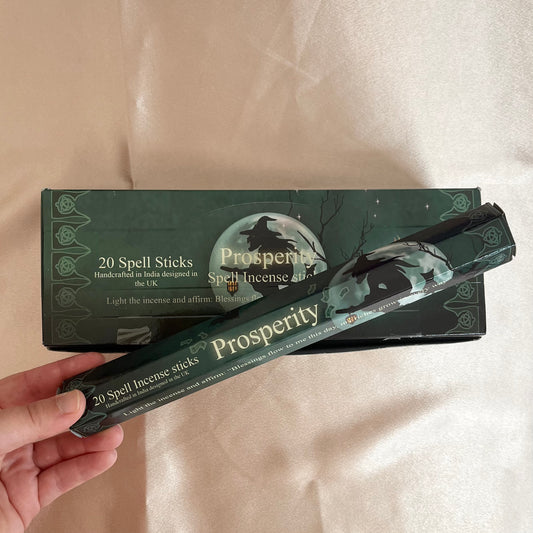 20 Spell Sticks
Handcrafted in India designed in
the UK
Prosperity
Spell Incense stick
Light the incense and affirm: Blessings flow
20 Spell Incense sticks
Handcrafted in India designed in the UK
Prosperity
Light the incense and affirm: ~Blessings flow to me this day,